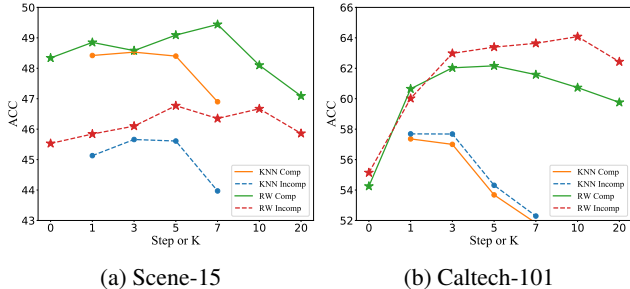 50
49
48
47
46
45
44
43
ACC
0 1 3 5 7 10 20
Step or K
KNN Comp
KNN Incomp
RW Comp
RW Incomp
(a) Scene-15
66
64
62
60
58
56
54
52
ACC
0 1 3 5 7 10 20
Step or K
KNN Comp
KNN Incomp
RW Comp
RW Incomp
(b) Caltech-101